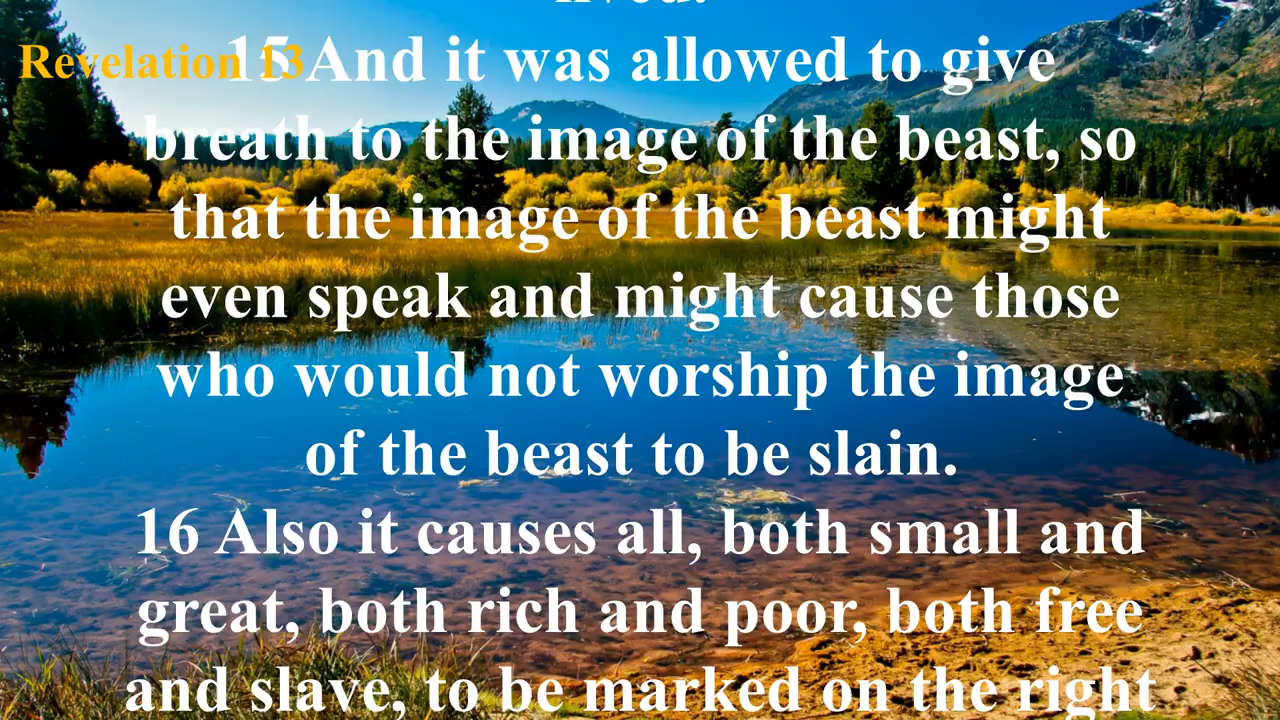 lived.
Revelation 13
15 And it was allowed to give
breath to the image of the beast, so
that the image of the beast might
even speak and might cause those
who would not worship the image
of the beast to be slain.
16 Also it causes all, both small and
great, both rich and poor, both free
and slave, to be marked on the right